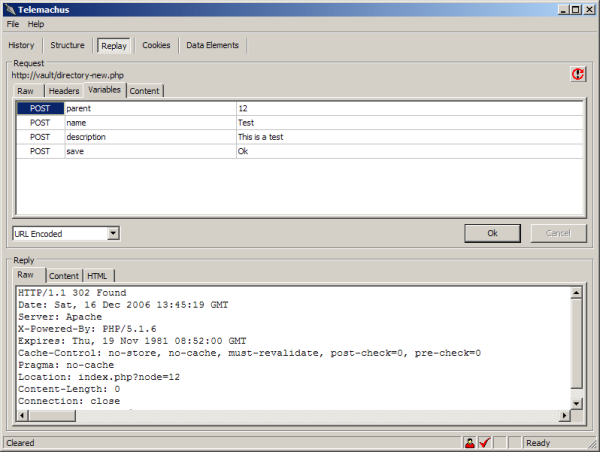 Telemachus
File Help
History Structure Replay Cookies Data Elements
Request
http://vault/directory-new.php
Raw Headers Variables Content
POST parent 12
POST name Test
POST description This is a test
POST save Ok
URL Encoded Ok Cancel
Reply
Raw Content HTML
HTTP/1.1 302 Found
Date: Sat, 16 Dec 2006 13:45:19 GMT
Server: Apache
X-Powered-By: PHP/5.1.6
Expires: Thu, 19 Nov 1981 08:52:00 GMT
Cache-Control: no-store, no-cache, must-revalidate, post-check=0, pre-check=0
Pragma: no-cache
Location: index.php?node=12
Content-Length: 0
Connection: close
Cleared Ready